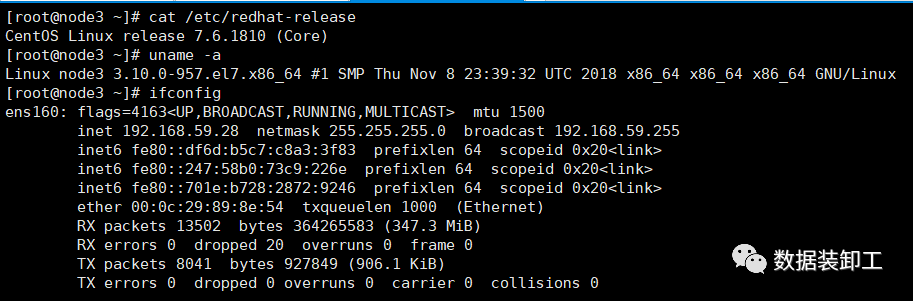 [root@node3 ~]# cat /etc/redhat-release
CentOS Linux release 7.6.1810 (Core)
[root@node3 ~]# uname -a
Linux node3 3.10.0-957.el7.x86_64 #1 SMP Thu Nov 8 23:39:32 UTC 2018 x86_64 x86_64 x86_64 GNU/Linux
[root@node3 ~]# ifconfig
ens160: flags=4163<UP,BROADCAST,RUNNING,MULTICAST>  mtu 1500
        inet 192.168.59.28  netmask 255.255.255.0  broadcast 192.168.59.255
        inet6 fe80::df6d:b5c7:c8a3:3f83  prefixlen 64  scopeid 0x20<link>
        inet6 fe80::247:58b0:73c9:226e  prefixlen 64  scopeid 0x20<link>
        inet6 fe80::701e:b728:2872:9246  prefixlen 64  scopeid 0x20<link>
        ether 00:0c:29:89:8e:54  txqueuelen 1000  (Ethernet)
        RX packets 13502  bytes 364265583 (347.3 MiB)
        RX errors 0  dropped 20  overruns 0  frame 0
        TX packets 8041  bytes 927849 (906.1 KiB)
        TX errors 0  dropped 0 overruns 0  carrier 0  collisions 0
数据装卸工